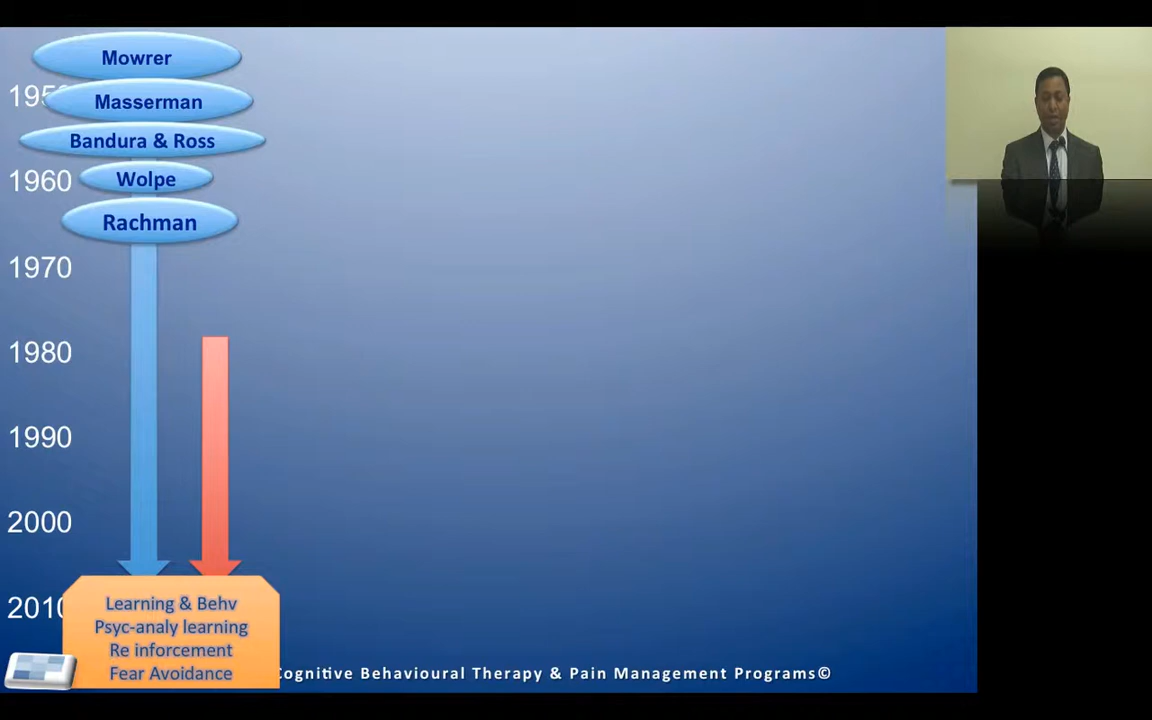 Mowrer
195
Masserman
Bandura & Ross
1960
Wolpe
Rachman
1970
1980
1990
2000
2010
Learning & Behv
Psyc-analy learning
Re inforcement
Fear Avoidance
Cognitive Behavioural Therapy & Pain Management Programs©